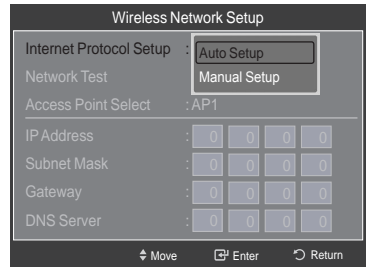 Wireless Network Setup
Internet Protocol Setup : Auto Setup
Manual Setup
Network Test
Access Point Select : AP1
IP Address : 0 0 0 0
Subnet Mask : 0 0 0 0
Gateway : 0 0 0 0
DNS Server : 0 0 0 0
Move Enter Return